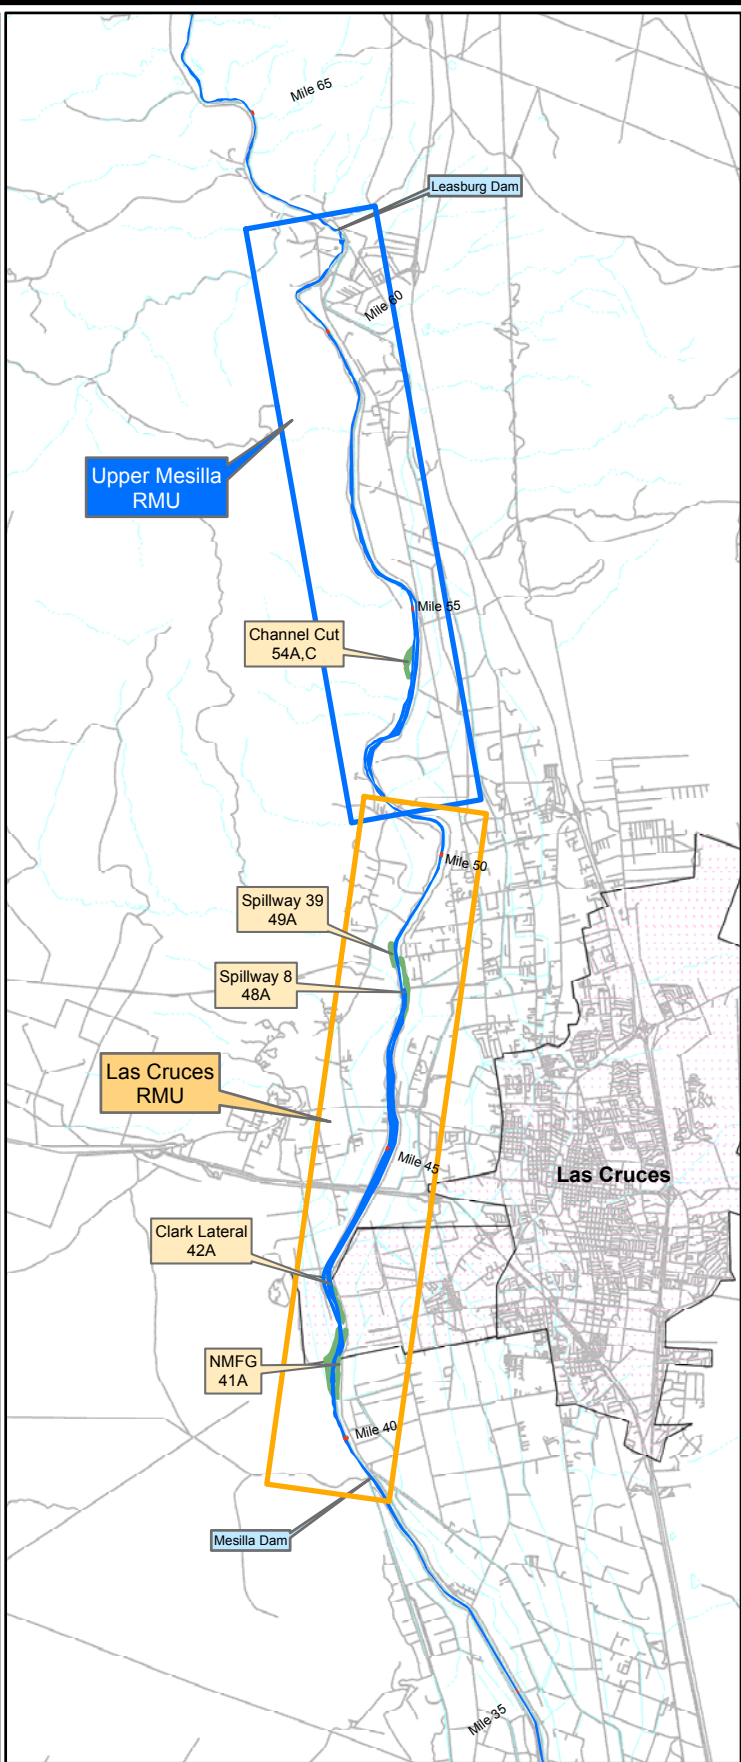 Mile 65
Leasburg Dam
Mile 60
Upper Mesilla
RMU
Mile 55
Channel Cut
54A,C
Mile 50
Spillway 39
49A
Spillway 8
48A
Las Cruces
RMU
Mile 45
Las Cruces
Clark Lateral
42A
NMFG
41A
Mile 40
Mesilla Dam
Mile 35